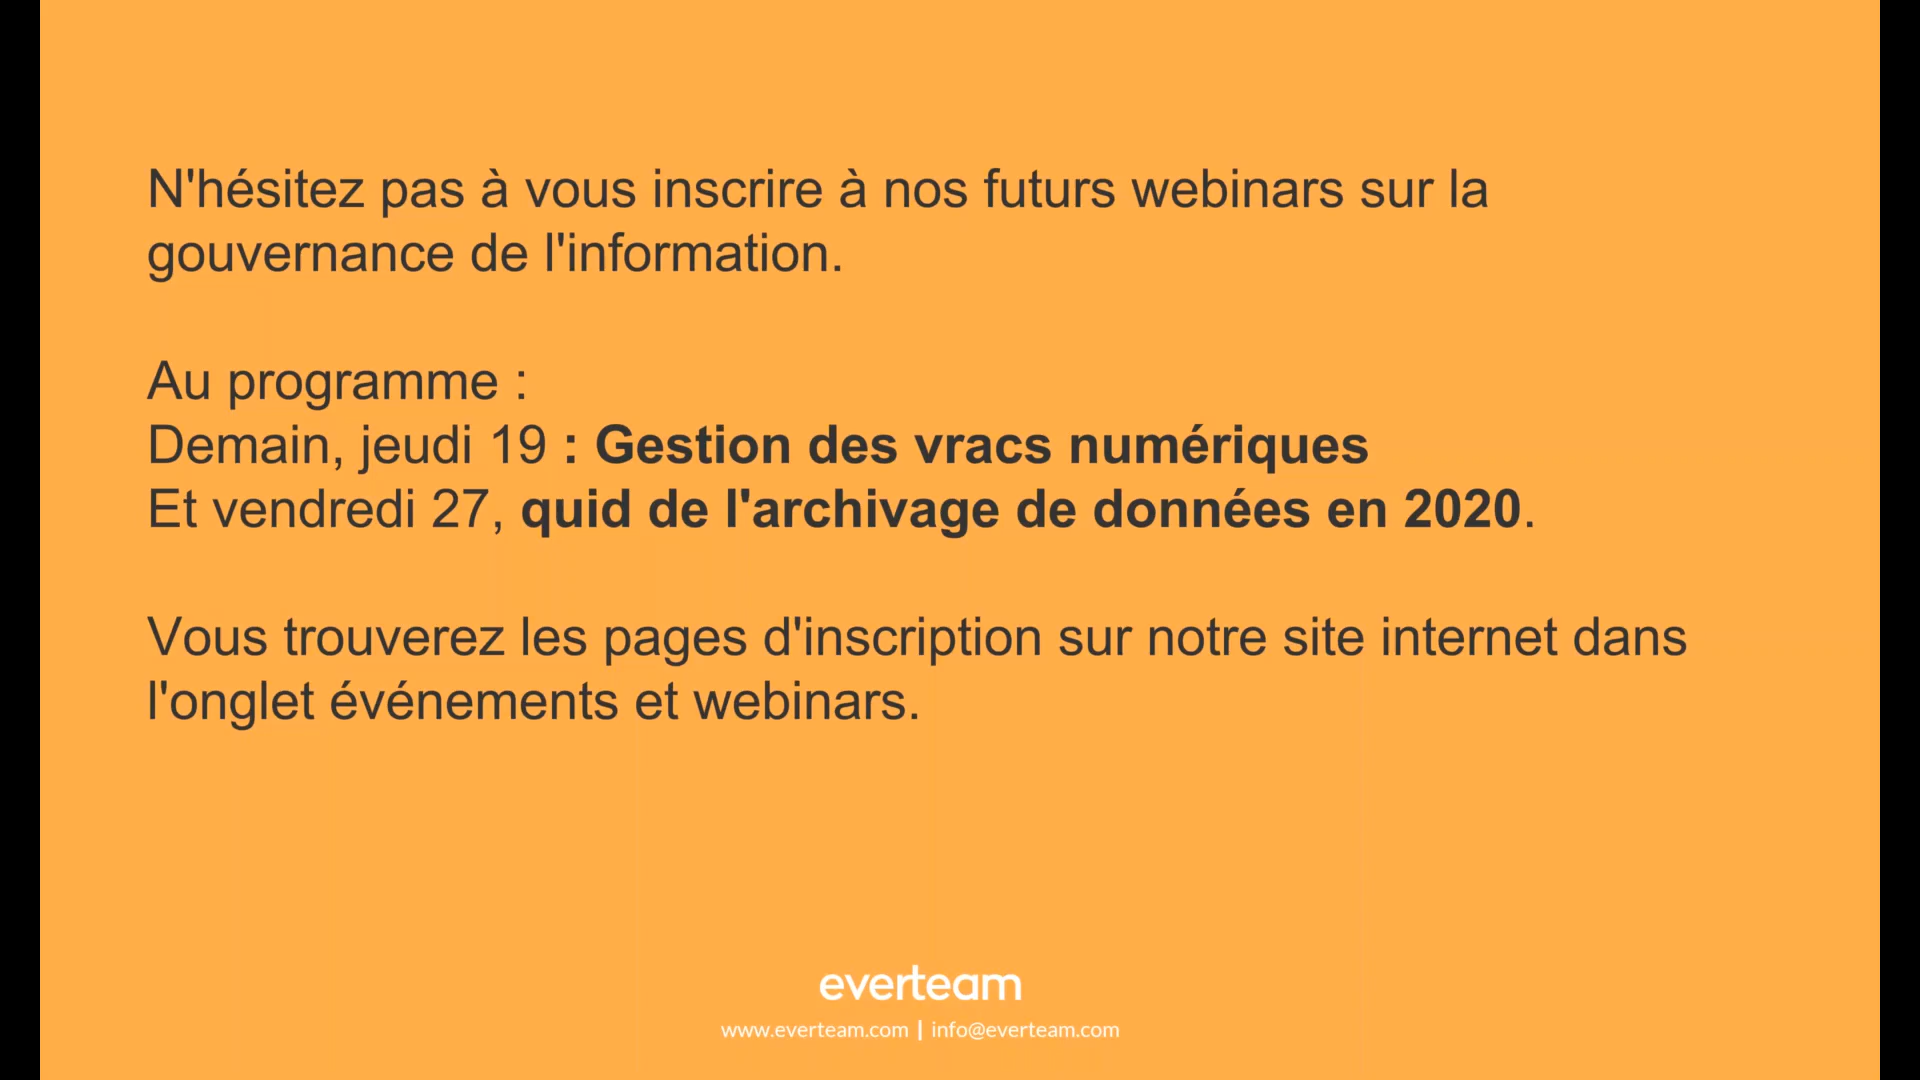 N'hésitez pas à vous inscrire à nos futurs webinars sur la
gouvernance de l'information.
Au programme :
Demain, jeudi 19 : Gestion des vracs numériques
Et vendredi 27, quid de l'archivage de données en 2020.
Vous trouverez les pages d'inscription sur notre site internet dans
l'onglet événements et webinars.
everteam
www.everteam.com | info@everteam.com